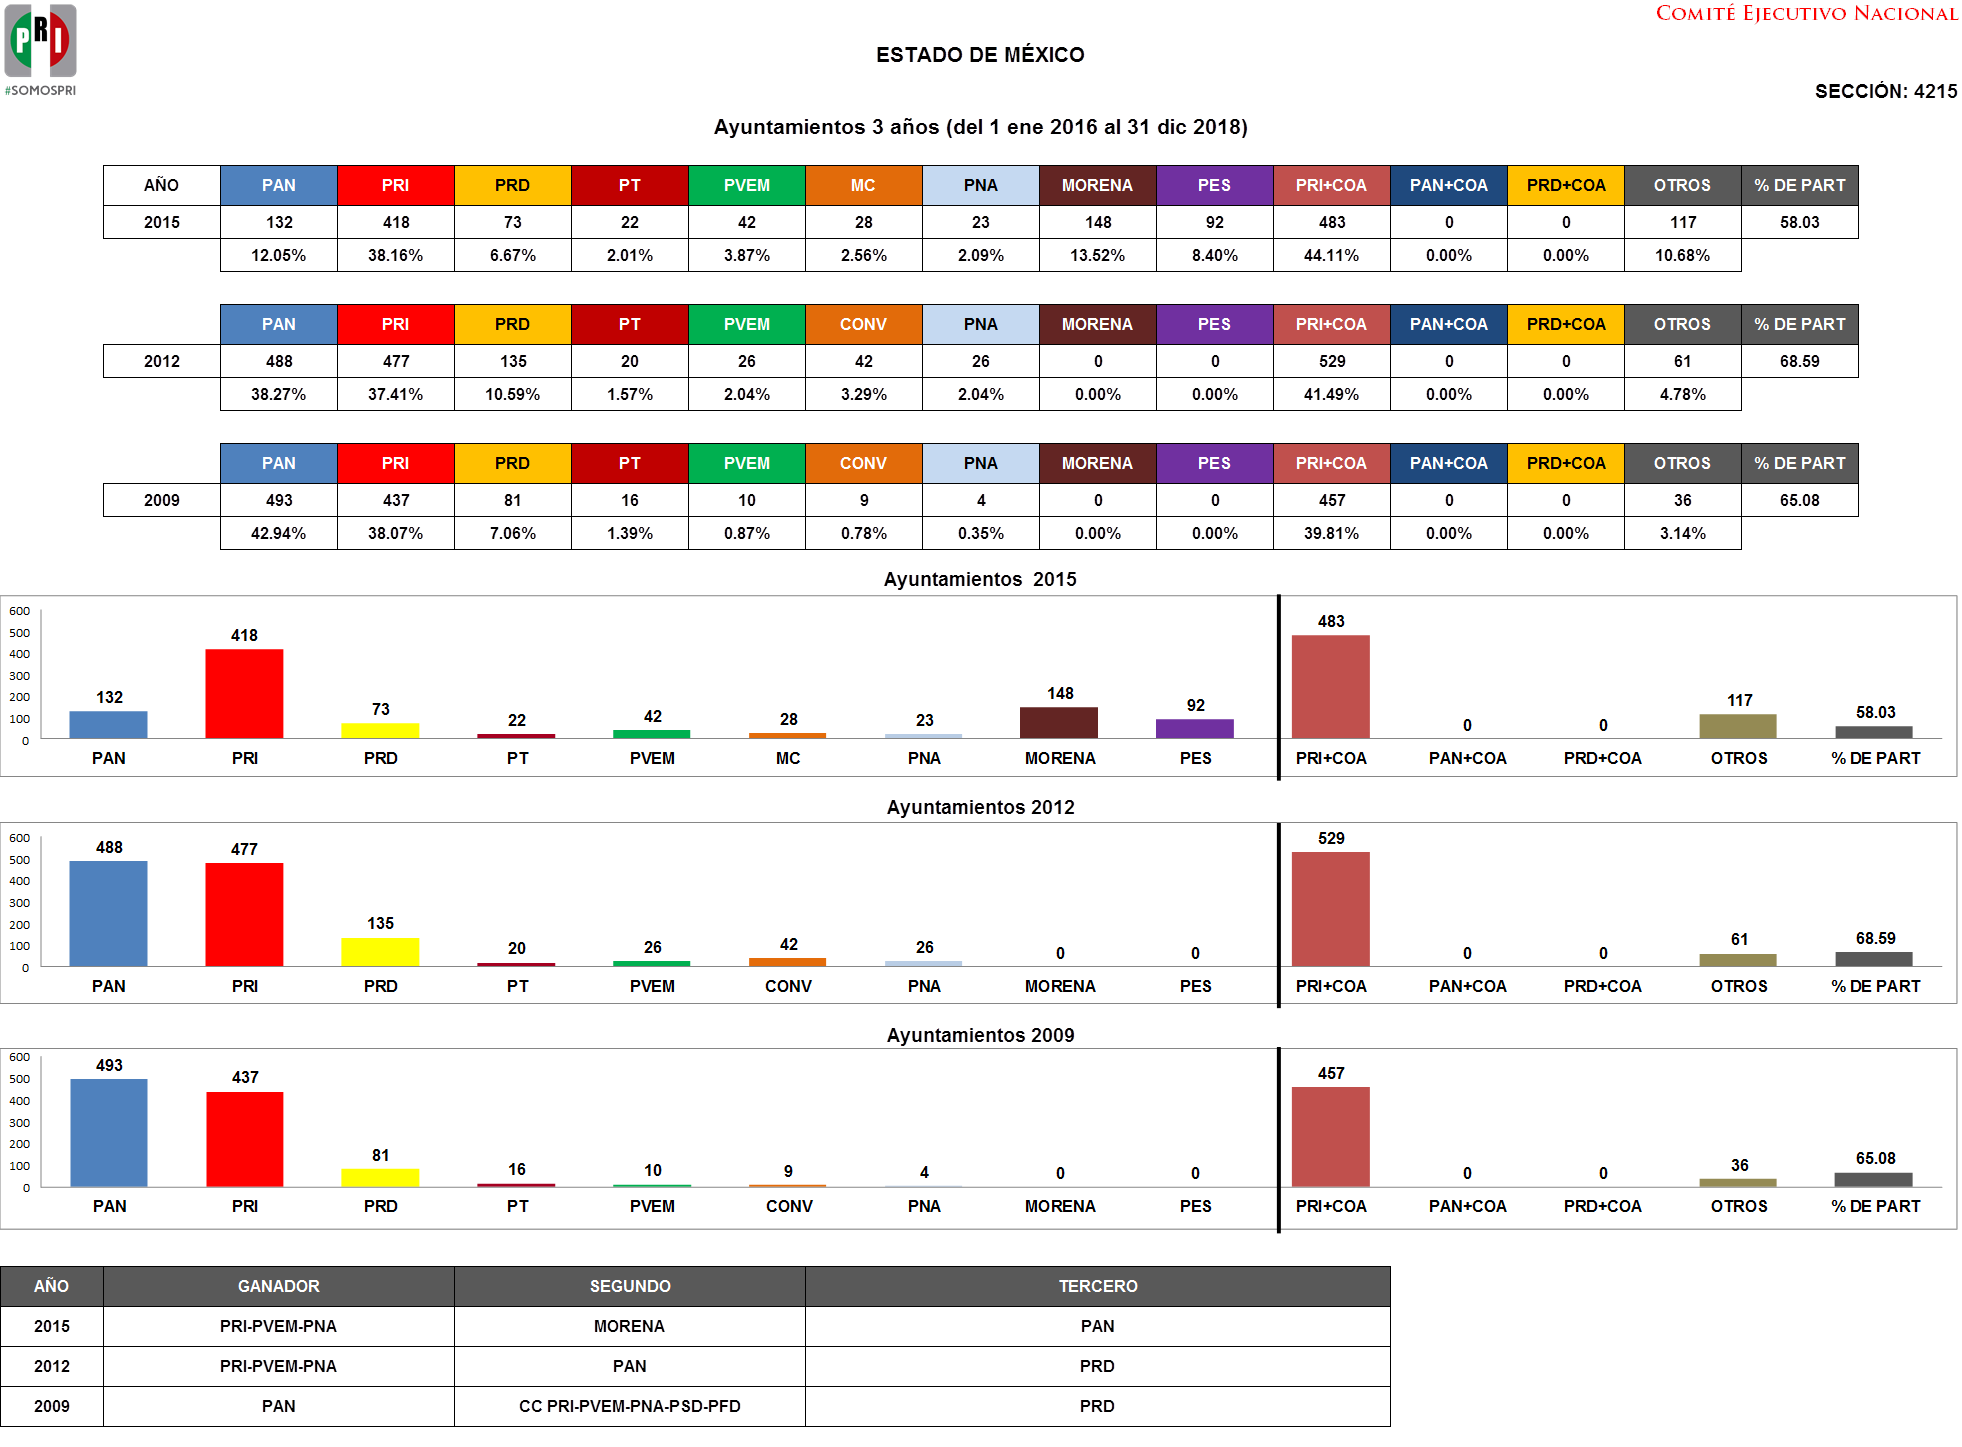 PRI
#SOMOSPRI
COMITÉ EJECUTIVO NACIONAL
ESTADO DE MÉXICO
SECCIÓN: 4215
Ayuntamientos 3 años (del 1 ene 2016 al 31 dic 2018)
AÑO PAN PRI PRD PT PVEM MC PNA MORENA PES PRI+COA PAN+COA PRD+COA OTROS % DE PART
2015 132 418 73 22 42 28 23 148 92 483 0 0 117 58.03
12.05% 38.16% 6.67% 2.01% 3.87% 2.56% 2.09% 13.52% 8.40% 44.11% 0.00% 0.00% 10.68%
PAN PRI PRD PT PVEM CONV PNA MORENA PES PRI+COA PAN+COA PRD+COA OTROS % DE PART
2012 488 477 135 20 26 42 26 0 0 529 0 0 61 68.59
38.27% 37.41% 10.59% 1.57% 2.04% 3.29% 2.04% 0.00% 0.00% 41.49% 0.00% 0.00% 4.78%
PAN PRI PRD PT PVEM CONV PNA MORENA PES PRI+COA PAN+COA PRD+COA OTROS % DE PART
2009 493 437 81 16 10 9 4 0 0 457 0 0 36 65.08
42.94% 38.07% 7.06% 1.39% 0.87% 0.78% 0.35% 0.00% 0.00% 39.81% 0.00% 0.00% 3.14%
Ayuntamientos 2015
600
500
400
300
200
100
0
132 418 73 22 42 28 23 148 92 483 0 0 117 58.03
PAN PRI PRD PT PVEM MC PNA MORENA PES PRI+COA PAN+COA PRD+COA OTROS % DE PART
Ayuntamientos 2012
600
500
400
300
200
100
0
488 477 135 20 26 42 26 0 0 529 0 0 61 68.59
PAN PRI PRD PT PVEM CONV PNA MORENA PES PRI+COA PAN+COA PRD+COA OTROS % DE PART
Ayuntamientos 2009
600
500
400
300
200
100
0
493 437 81 16 10 9 4 0 0 457 0 0 36 65.08
PAN PRI PRD PT PVEM CONV PNA MORENA PES PRI+COA PAN+COA PRD+COA OTROS % DE PART
AÑO GANADOR SEGUNDO TERCERO
2015 PRI-PVEM-PNA MORENA PAN
2012 PRI-PVEM-PNA PAN PRD
2009 PAN CC PRI-PVEM-PNA-PSD-PFD PRD